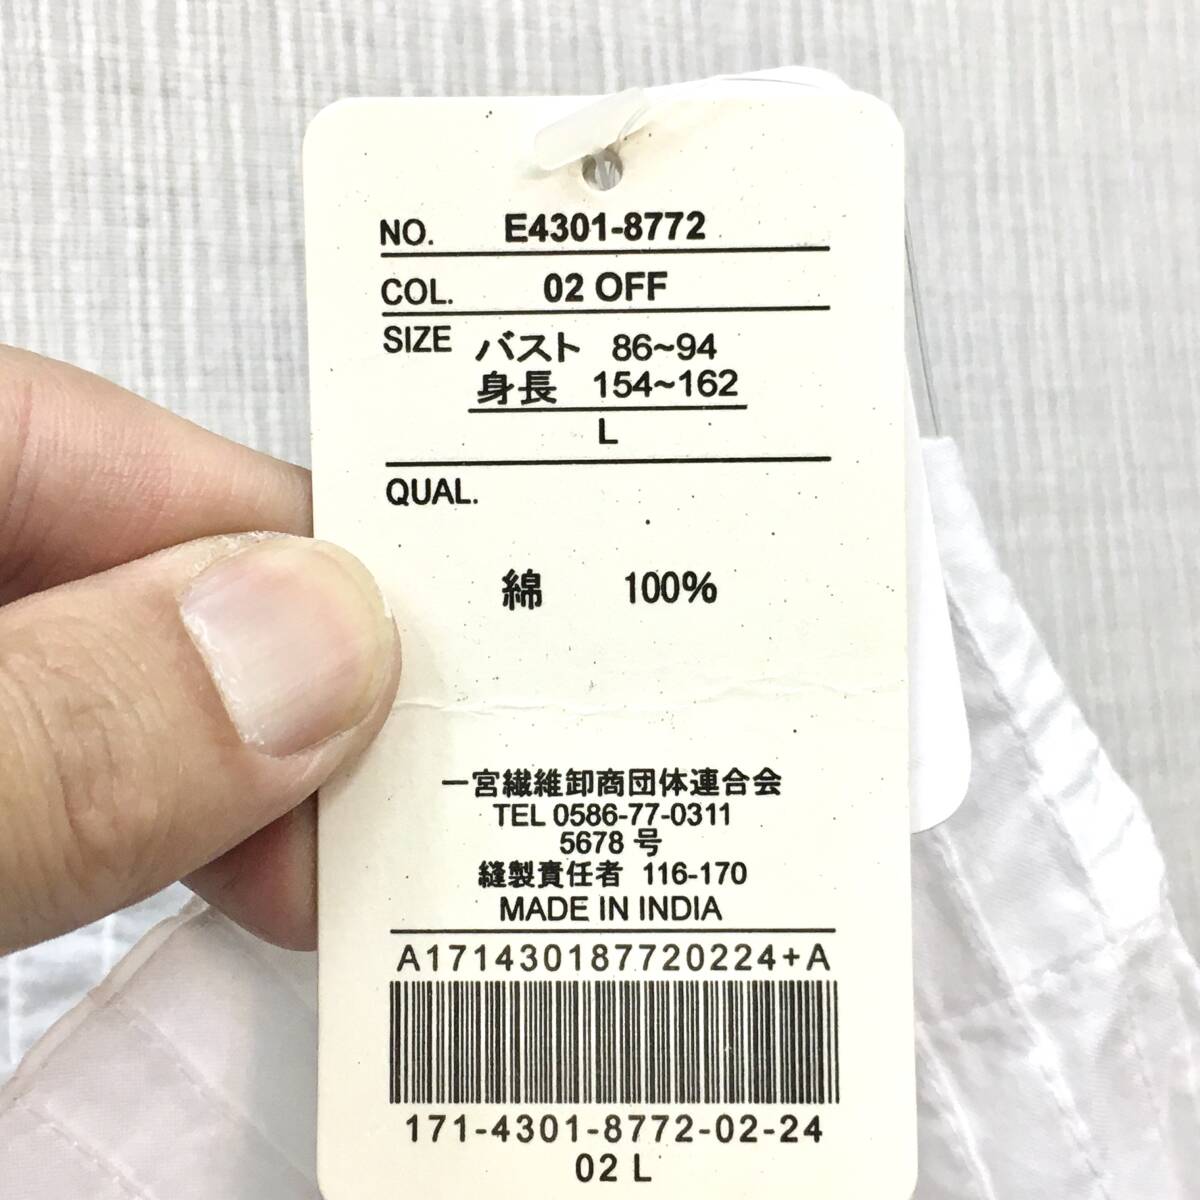 NO. E4301-8772
COL. 02 OFF
SIZE バスト 86~94
身長 154~162
L
QUAL.
綿 100%
一宮繊維卸商団体連合会
TEL 0586-77-0311
5678 号
縫製責任者 116-170
MADE IN INDIA
A171430187720224+A
171-4301-8772-02-24
02 L